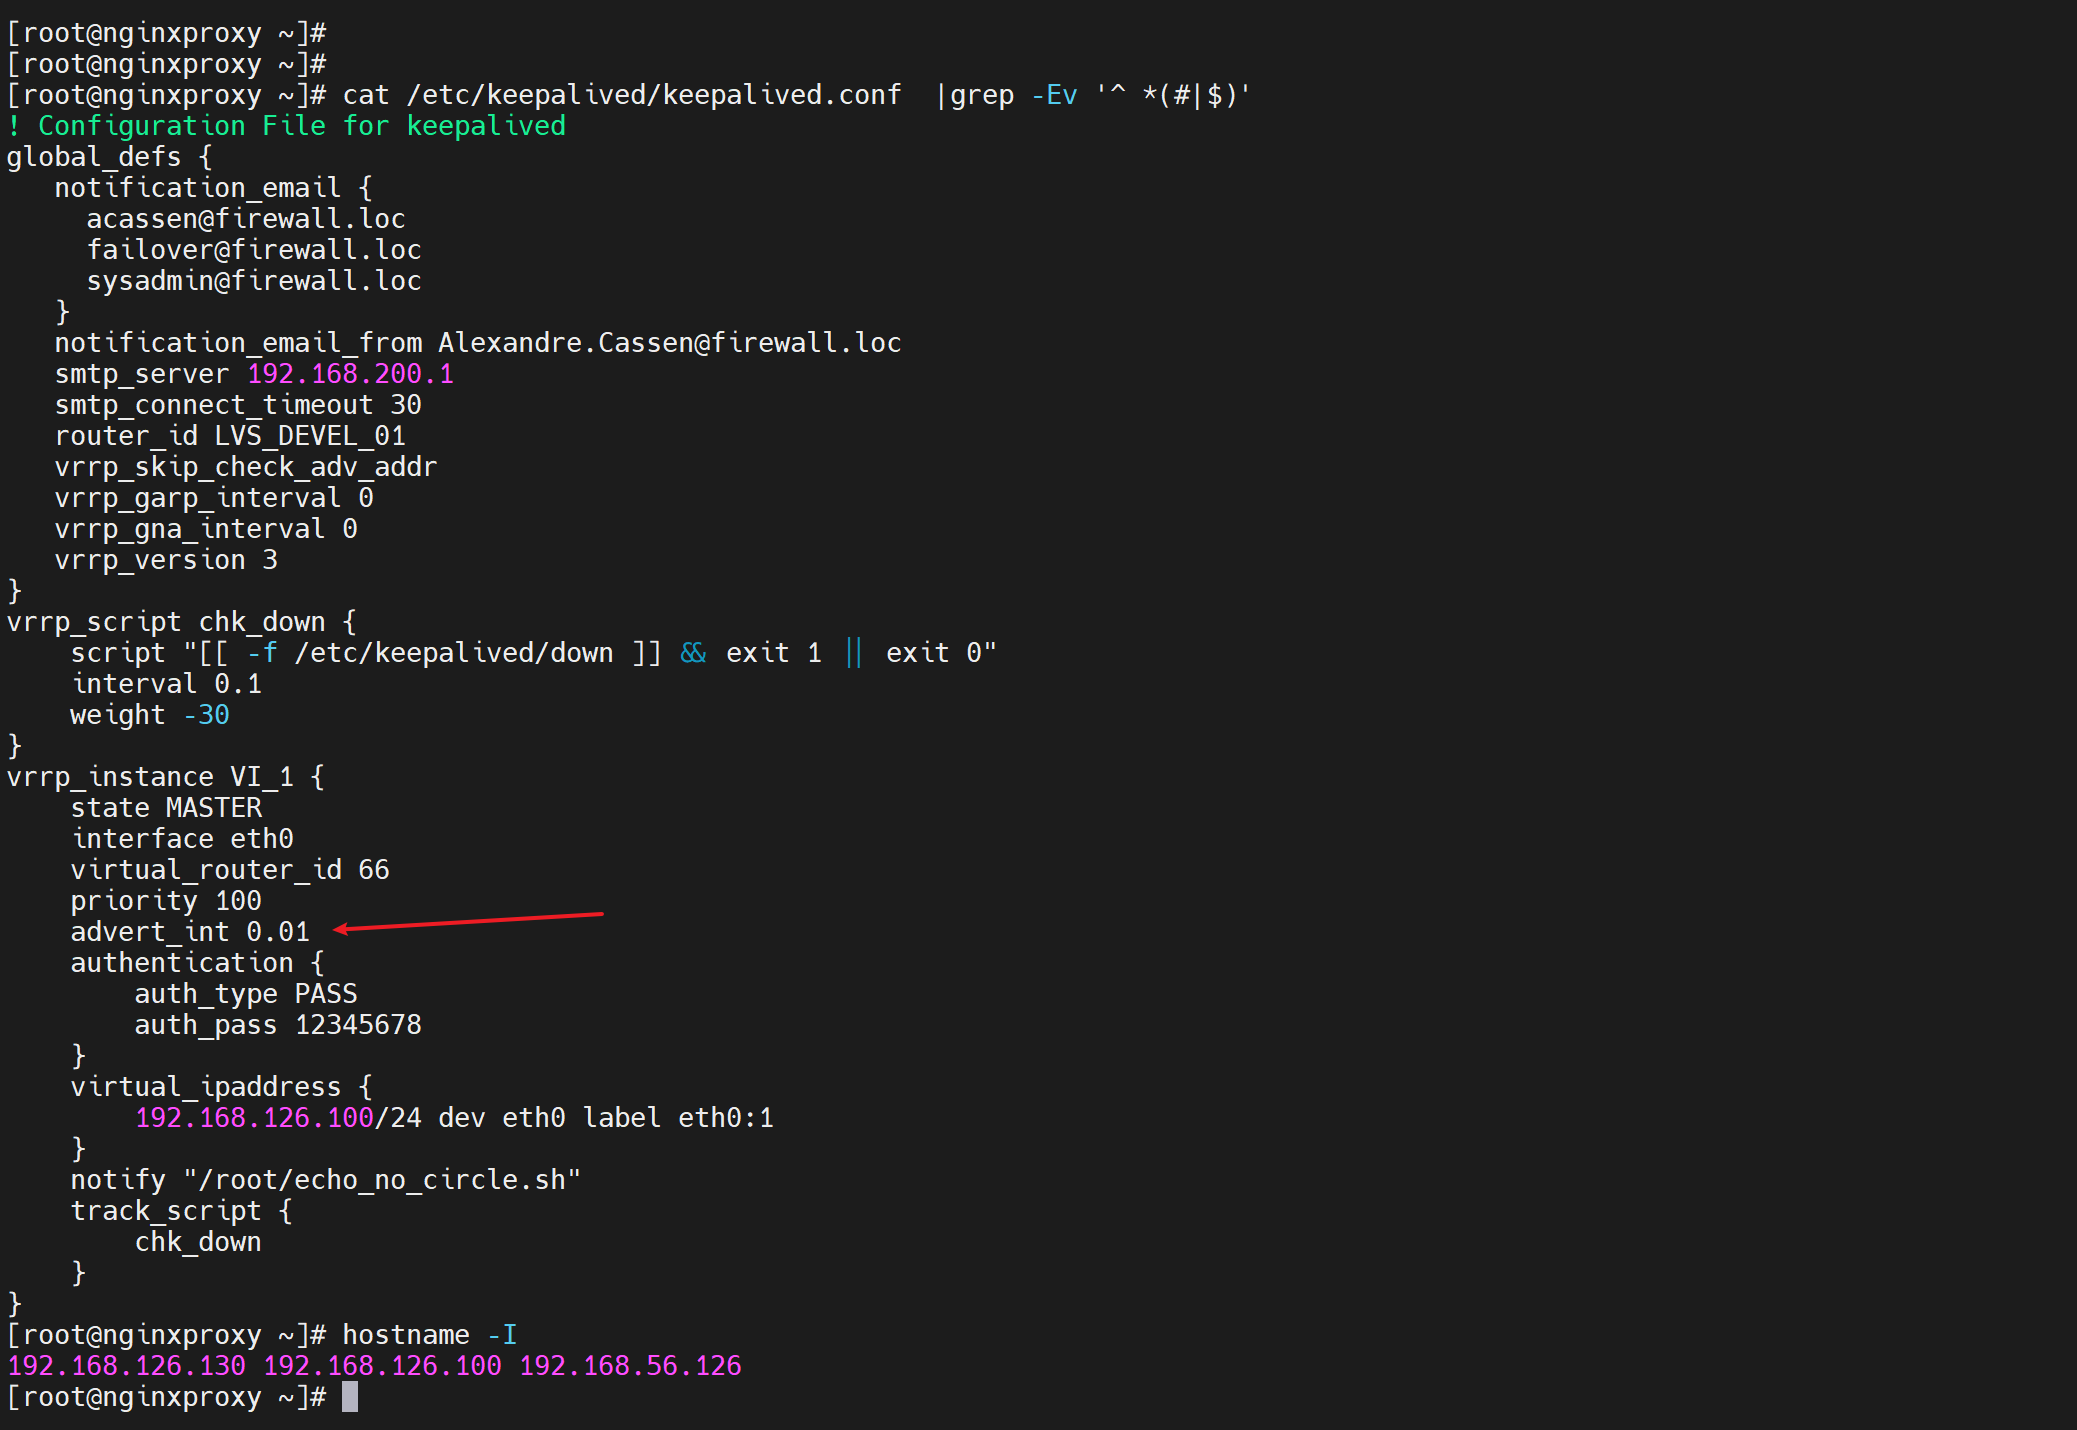 [root@nginxproxy ~]#
[root@nginxproxy ~]#
[root@nginxproxy ~]# cat /etc/keepalived/keepalived.conf  |grep -Ev '^ *(#|$)'
! Configuration File for keepalived
global_defs {
   notification_email {
     acassen@firewall.loc
     failover@firewall.loc
     sysadmin@firewall.loc
   }
   notification_email_from Alexandre.Cassen@firewall.loc
   smtp_server 192.168.200.1
   smtp_connect_timeout 30
   router_id LVS_DEVEL_01
   vrrp_skip_check_adv_addr
   vrrp_garp_interval 0
   vrrp_gna_interval 0
   vrrp_version 3
}
vrrp_script chk_down {
    script "[[ -f /etc/keepalived/down ]] && exit 1 || exit 0"
    interval 0.1
    weight -30
}
vrrp_instance VI_1 {
    state MASTER
    interface eth0
    virtual_router_id 66
    priority 100
    advert_int 0.01
    authentication {
        auth_type PASS
        auth_pass 12345678
    }
    virtual_ipaddress {
        192.168.126.100/24 dev eth0 label eth0:1
    }
    notify "/root/echo_no_circle.sh"
    track_script {
        chk_down
    }
}
[root@nginxproxy ~]# hostname -I
192.168.126.130 192.168.126.100 192.168.56.126
[root@nginxproxy ~]#